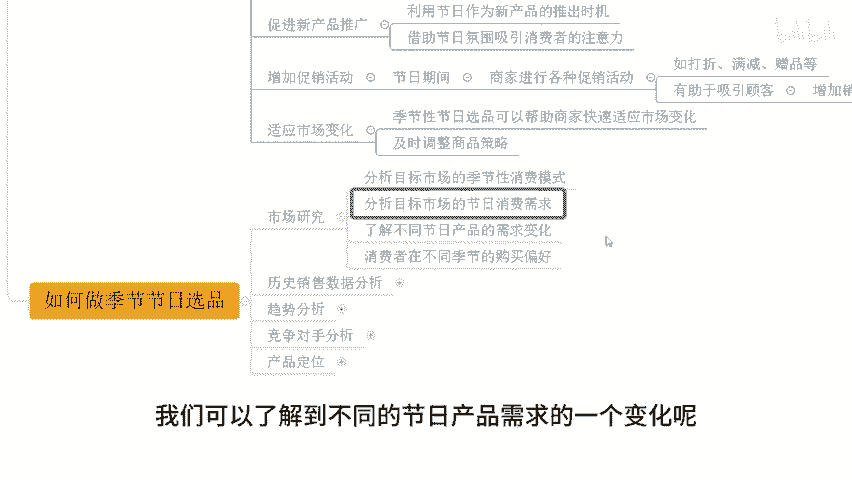 利用节日作为新产品的推出时机
促进新产品推广
借助节日氛围吸引消费者的注意力
如打折、满减、赠品等
增加促销活动 节日期间 商家进行各种促销活动
有助于吸引顾客 增加销
季节性节日选品可以帮助商家快速适应市场变化
适应市场变化
及时调整商品策略
分析目标市场的季节性消费模式
分析目标市场的节日消费需求
市场研究
了解不同节日产品的需求变化
消费者在不同季节的购买偏好
历史销售数据分析
如何做季节节日选品
趋势分析
竞争对手分析
产品定位
我们可以了解到不同的节日产品需求的一个变化呢